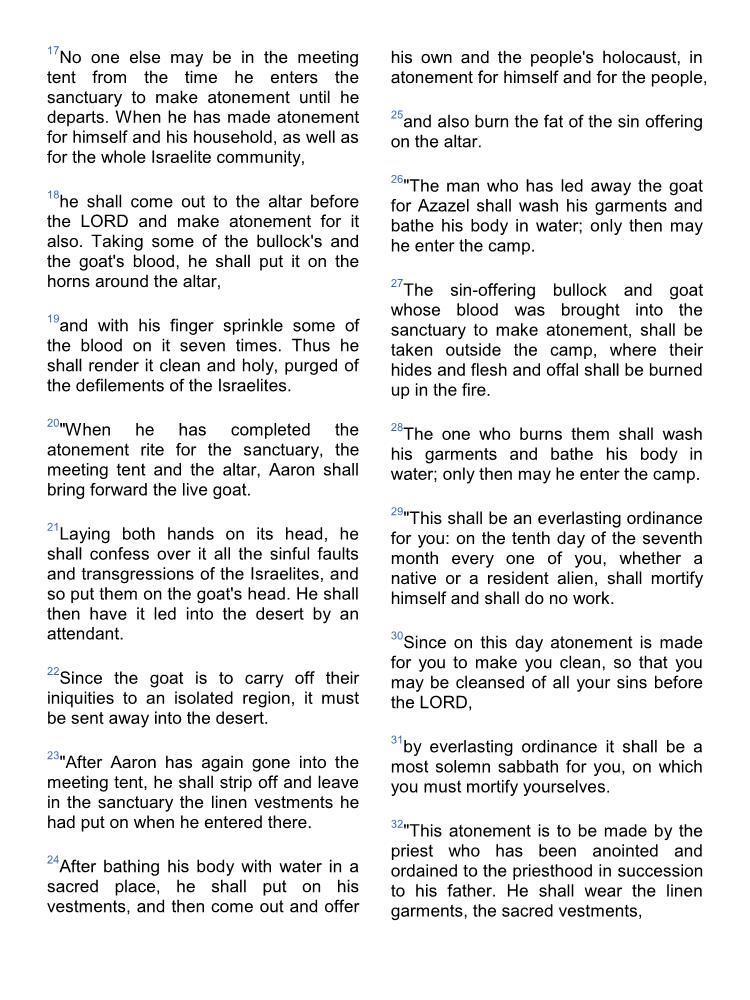 17No one else may be in the meeting
tent from the time he enters the
sanctuary to make atonement until he
departs. When he has made atonement
for himself and his household, as well as
for the whole Israelite community,
18he shall come out to the altar before
the LORD and make atonement for it
also. Taking some of the bullock's and
the goat's blood, he shall put it on the
horns around the altar,
19and with his finger sprinkle some of
the blood on it seven times. Thus he
shall render it clean and holy, purged of
the defilements of the Israelites.
20"When he has completed the
atonement rite for the sanctuary, the
meeting tent and the altar, Aaron shall
bring forward the live goat.
21Laying both hands on its head, he
shall confess over it all the sinful faults
and transgressions of the Israelites, and
so put them on the goat's head. He shall
then have it led into the desert by an
attendant.
22Since the goat is to carry off their
iniquities to an isolated region, it must
be sent away into the desert.
23"After Aaron has again gone into the
meeting tent, he shall strip off and leave
in the sanctuary the linen vestments he
had put on when he entered there.
24After bathing his body with water in a
sacred place, he shall put on his
vestments, and then come out and offer
his own and the people's holocaust, in
atonement for himself and for the people,
25and also burn the fat of the sin offering
on the altar.
26"The man who has led away the goat
for Azazel shall wash his garments and
bathe his body in water; only then may
he enter the camp.
27The sin-offering bullock and goat
whose blood was brought into the
sanctuary to make atonement, shall be
taken outside the camp, where their
hides and flesh and offal shall be burned
up in the fire.
28The one who burns them shall wash
his garments and bathe his body in
water; only then may he enter the camp.
29"This shall be an everlasting ordinance
for you: on the tenth day of the seventh
month every one of you, whether a
native or a resident alien, shall mortify
himself and shall do no work.
30Since on this day atonement is made
for you to make you clean, so that you
may be cleansed of all your sins before
the LORD,
31by everlasting ordinance it shall be a
most solemn sabbath for you, on which
you must mortify yourselves.
32"This atonement is to be made by the
priest who has been anointed and
ordained to the priesthood in succession
to his father. He shall wear the linen
garments, the sacred vestments,